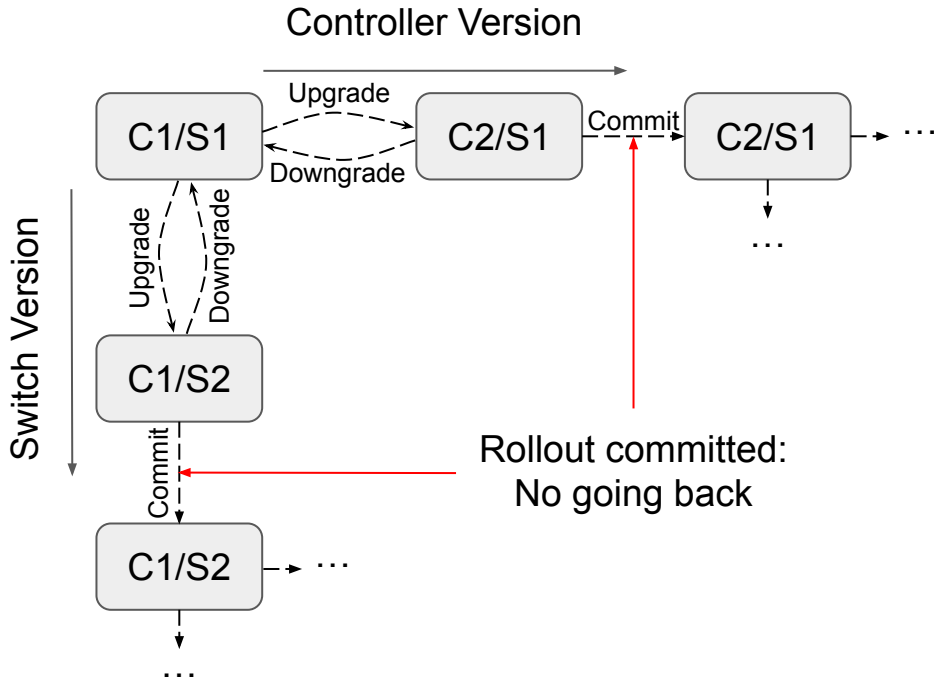 Controller Version
Upgrade
C1/S1
C2/S1
Commit
C2/S1
...
Downgrade
...
Switch Version
Upgrade
Downgrade
C1/S2
Commit
Rollout committed:
No going back
C1/S2
...
...